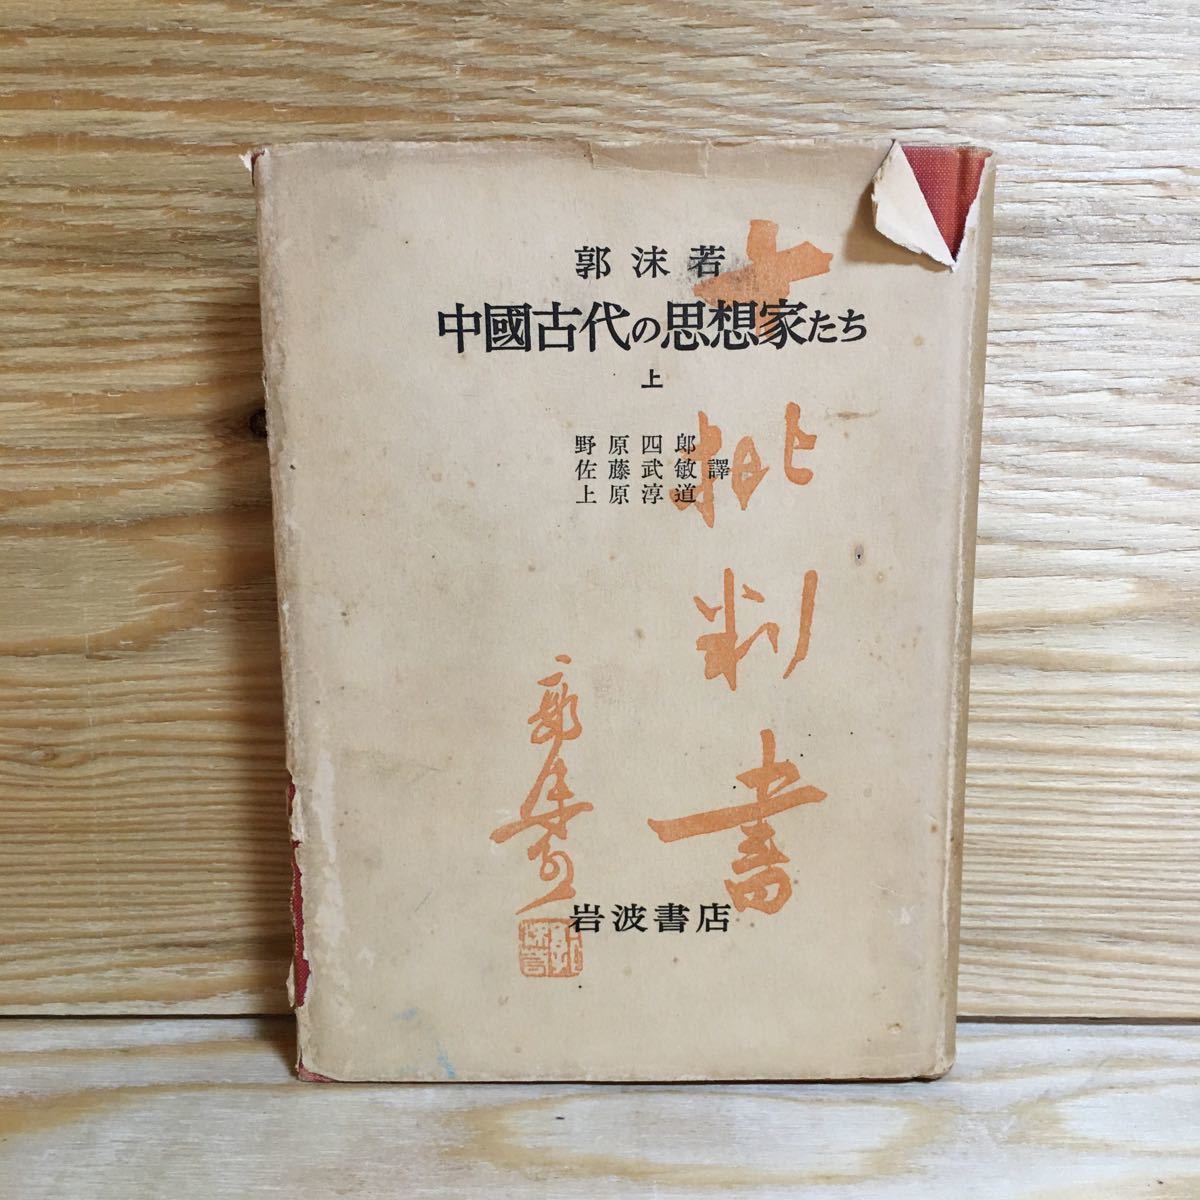 郭沫若
中國古代の思想家たち
上
野原四郎
佐藤武敏譯
上原淳道
十批判書
郭沫若
岩波書店